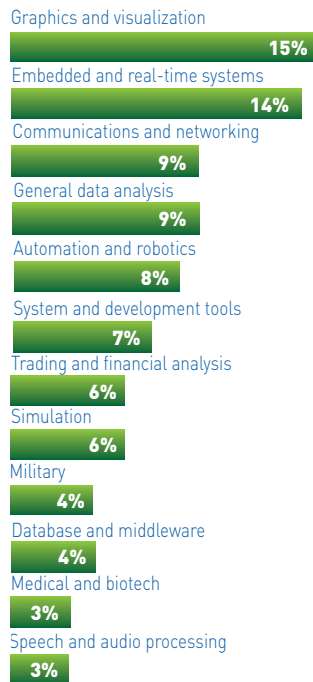 Graphics and visualization
15%
Embedded and real-time systems
14%
Communications and networking
9%
General data analysis
9%
Automation and robotics
8%
System and development tools
7%
Trading and financial analysis
6%
Simulation
6%
Military
4%
Database and middleware
4%
Medical and biotech
3%
Speech and audio processing
3%